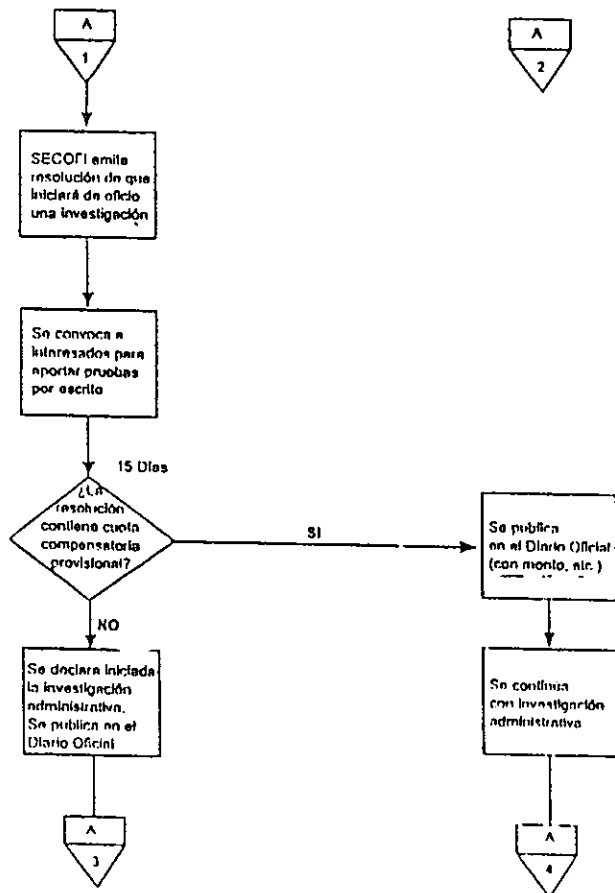 A
1
A
2
SECOFI emite
resolución de que
iniciará de oficio
una investigación
Se convoca a
interesados para
aportar pruebas
por escrito
15 Días
¿La
resolución
contiene cuota
compensatoria
provisional?
SI
Se publica
en el Diario Oficial
(con monto, etc.)
NO
Se declara iniciada
la investigación
administrativa.
Se publica en el
Diario Oficial
Se continúa
con investigación
administrativa
A
3
A
4